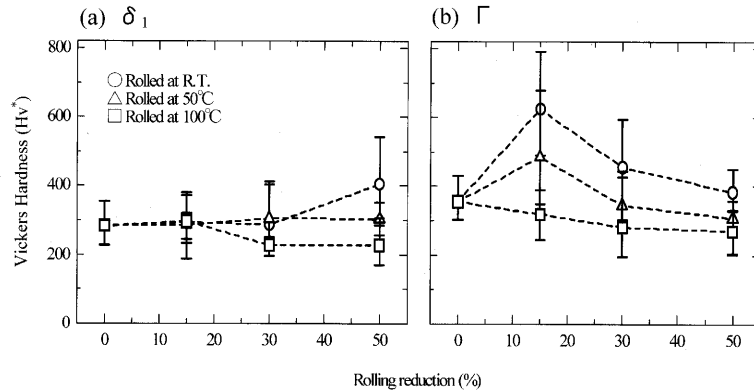 (a) δ₁
(b) Γ
Vickers Hardness (Hv*)
800
600
400
200
0
Rolled at R.T.
Rolled at 50°C
Rolled at 100°C
0 10 20 30 40 50
0 10 20 30 40 50
Rolling reduction (%)